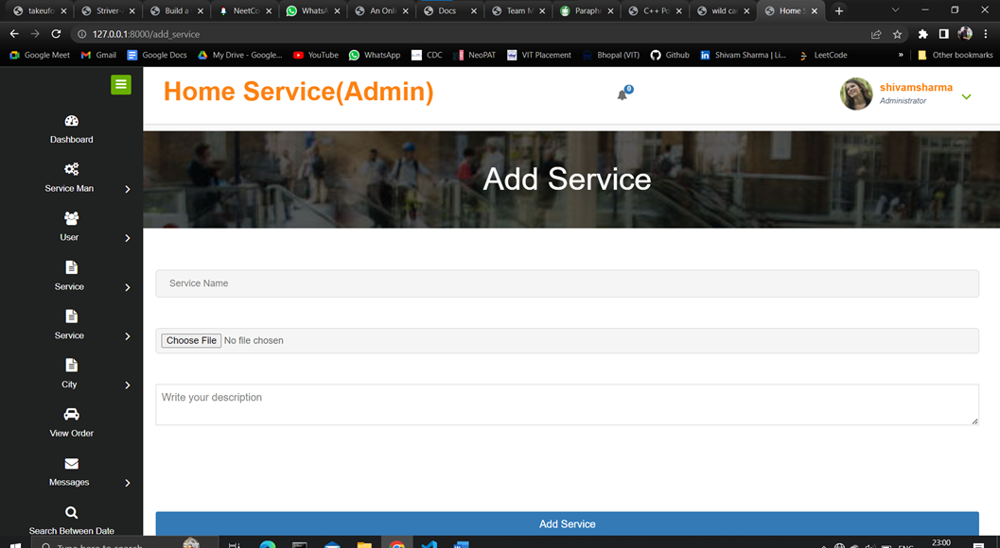 takeufo
Striver
Build a
NeetCo
WhatsA
An Onli
Docs
Team M
Paraph
C++ Po
wild ca
Home S
127.0.0.1:8000/add_service
Google Meet
Gmail
Google Docs
My Drive - Google...
YouTube
WhatsApp
CDC
NeoPAT
VIT Placement
Bhopal (VIT)
Github
Shivam Sharma | Li...
LeetCode
»
Other bookmarks
Home Service(Admin)
0
shivamsharma
Administrator
Dashboard
Service Man
User
Service
Service
City
View Order
Messages
Search Between Date
Add Service
Service Name
Choose File No file chosen
Write your description
Add Service
Type here to search
ENG
23:00